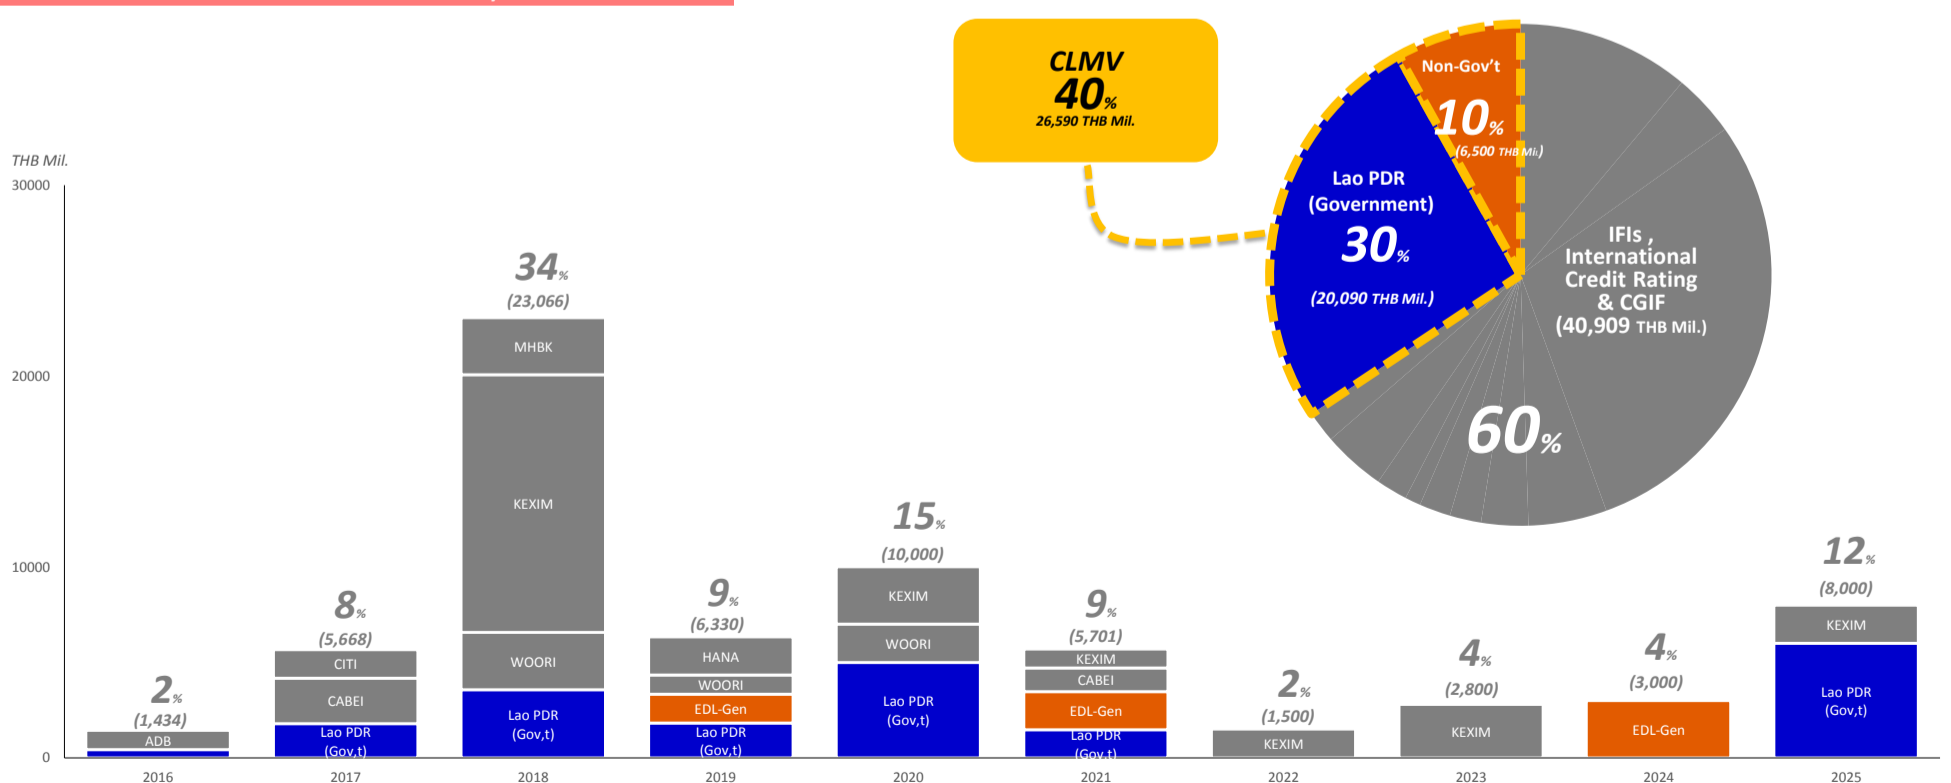 CLMV
40%
26,590 THB Mil.
Non-Gov't
10%
(6,500 THB Mil.)
Lao PDR
(Government)
30%
(20,090 THB Mil.)
IFIs ,
International
Credit Rating
& CGIF
(40,909 THB Mil.)
60%
THB Mil.
30000
20000
10000
0
2%
(1,434)
ADB
2016
8%
(5,668)
CITI
CABEI
Lao PDR
(Gov,t)
2017
34%
(23,066)
MHBK
KEXIM
WOORI
Lao PDR
(Gov,t)
2018
9%
(6,330)
HANA
WOORI
EDL-Gen
Lao PDR
(Gov,t)
2019
15%
(10,000)
KEXIM
WOORI
Lao PDR
(Gov,t)
2020
9%
(5,701)
KEXIM
CABEI
EDL-Gen
Lao PDR
(Gov,t)
2021
2%
(1,500)
KEXIM
2022
4%
(2,800)
KEXIM
2023
4%
(3,000)
EDL-Gen
2024
12%
(8,000)
KEXIM
Lao PDR
(Gov,t)
2025